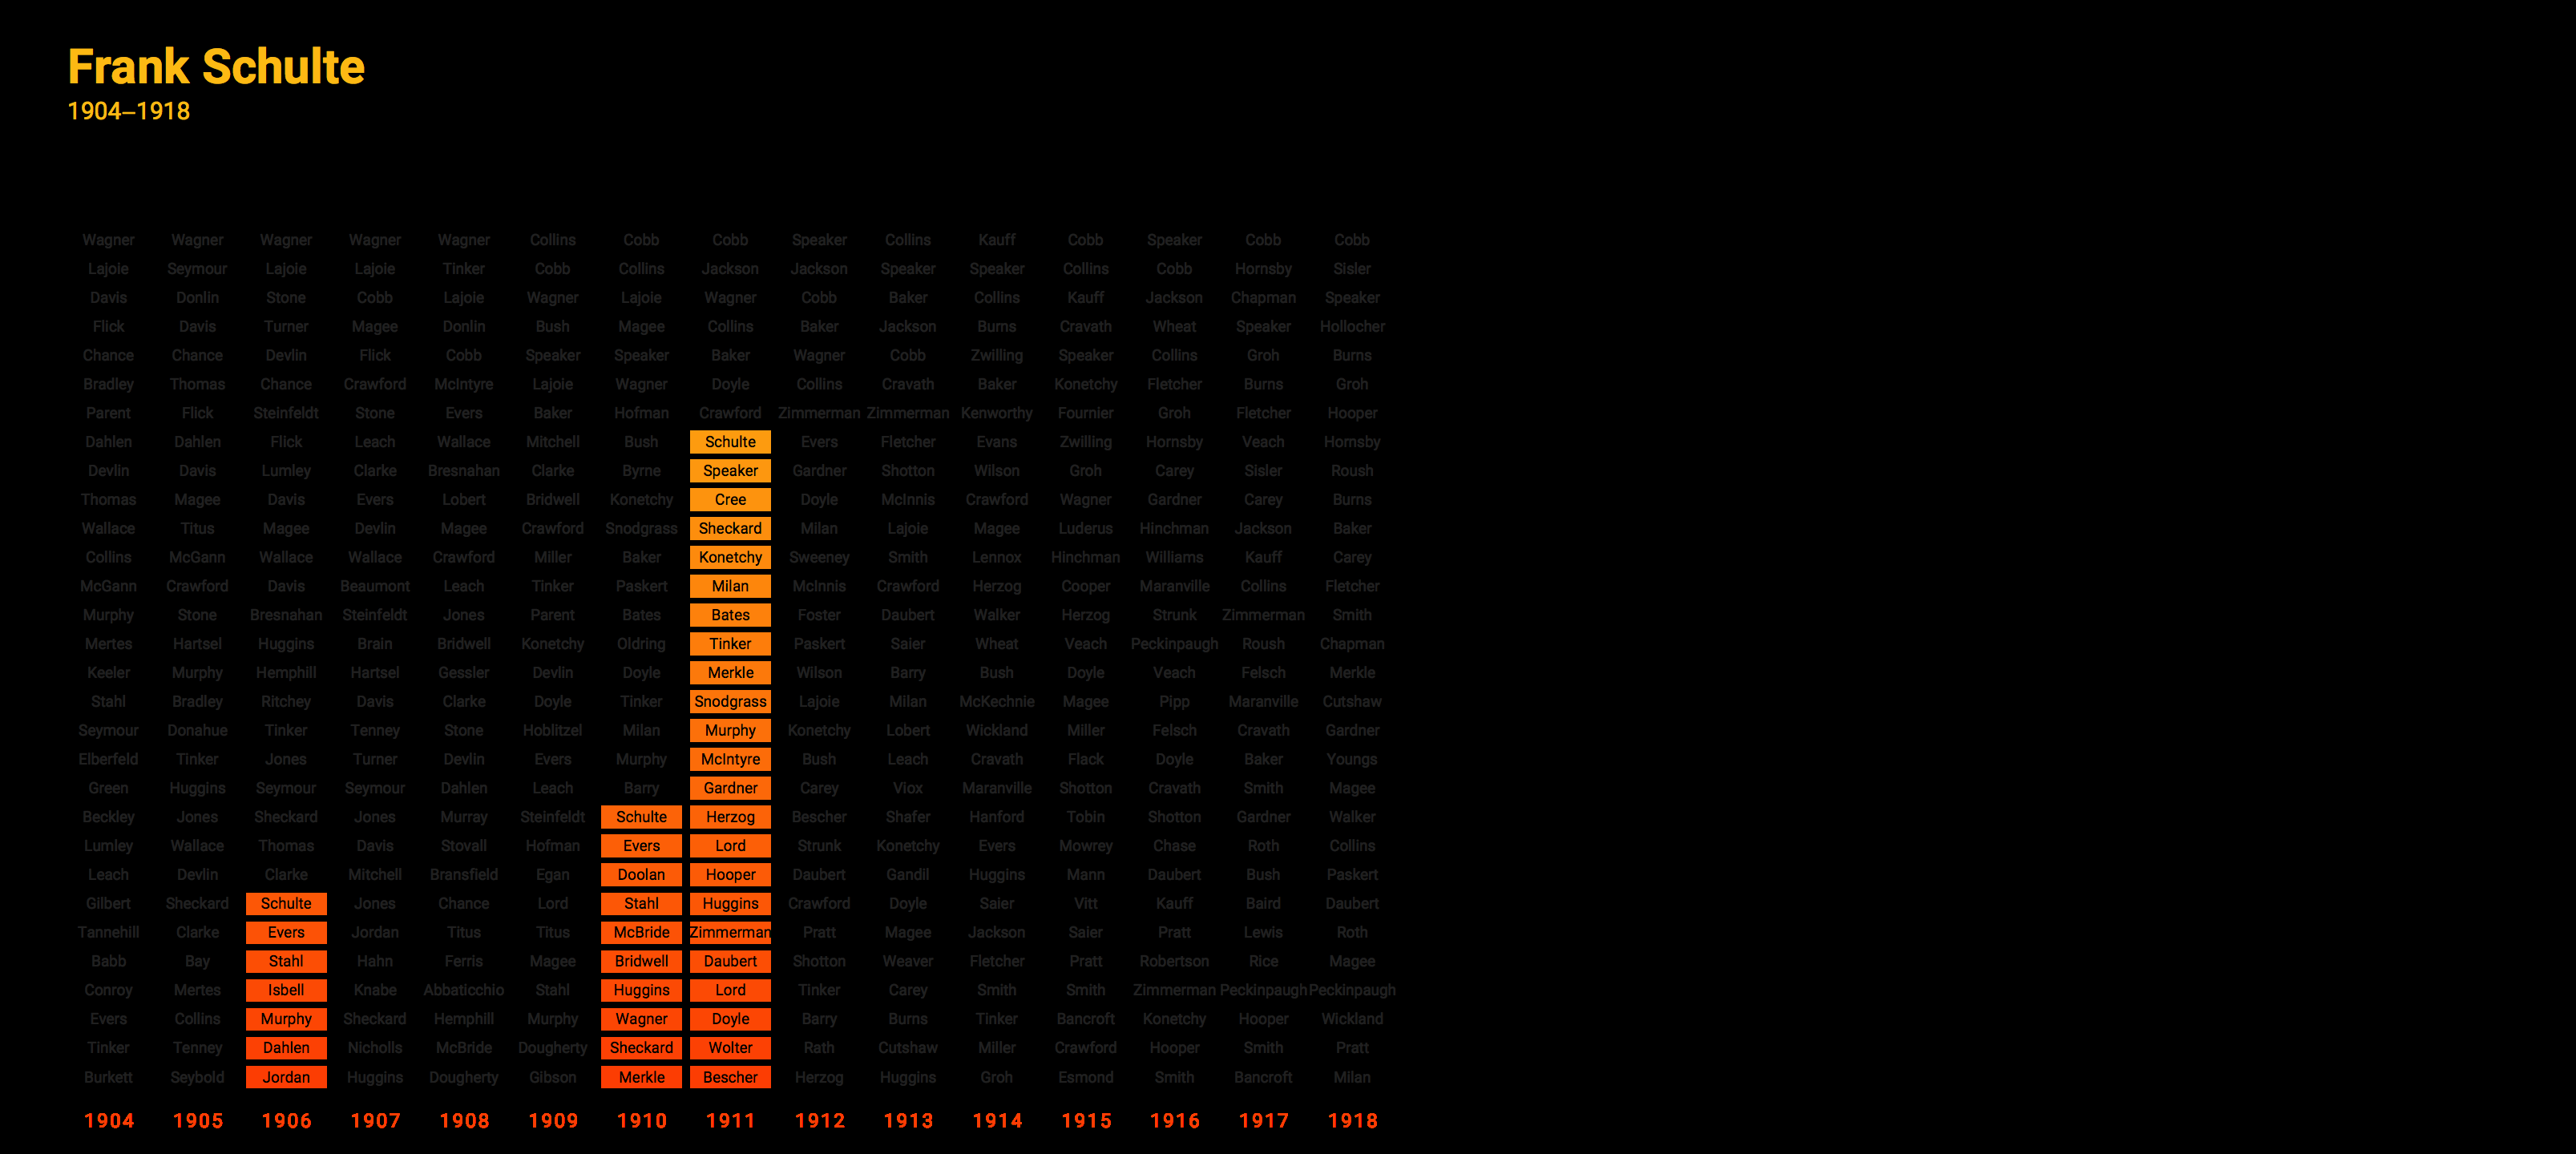 Frank Schulte
1904–1918
Wagner Wagner Wagner Wagner Wagner Collins Cobb Cobb Speaker Collins Kauff Cobb Speaker Cobb Cobb
Lajoie Seymour Lajoie Lajoie Tinker Cobb Collins Jackson Jackson Speaker Speaker Collins Cobb Hornsby Sisler
Davis Donlin Stone Cobb Lajoie Wagner Lajoie Wagner Cobb Baker Collins Kauff Jackson Chapman Speaker
Flick Davis Turner Magee Donlin Bush Magee Collins Baker Jackson Burns Cravath Wheat Speaker Hollocher
Chance Chance Devlin Flick Cobb Speaker Speaker Baker Wagner Cobb Zwilling Speaker Collins Groh Burns
Bradley Thomas Chance Crawford McIntyre Lajoie Wagner Doyle Collins Cravath Baker Konetchy Fletcher Burns Groh
Parent Flick Steinfeldt Stone Evers Baker Hofman Crawford Zimmerman Zimmerman Kenworthy Fournier Groh Fletcher Hooper
Dahlen Dahlen Flick Leach Wallace Mitchell Bush Schulte Evers Fletcher Evans Zwilling Hornsby Veach Hornsby
Devlin Davis Lumley Clarke Bresnahan Clarke Byrne Speaker Gardner Shotton Wilson Groh Carey Sisler Roush
Thomas Magee Davis Evers Lobert Bridwell Konetchy Cree Doyle McInnis Crawford Wagner Gardner Carey Burns
Wallace Titus Magee Devlin Magee Crawford Snodgrass Sheckard Milan Lajoie Magee Luderus Hinchman Jackson Baker
Collins McGann Wallace Wallace Crawford Miller Baker Konetchy Sweeney Smith Lennox Hinchman Williams Kauff Carey
McGann Crawford Davis Beaumont Leach Tinker Paskert Milan McInnis Crawford Herzog Cooper Maranville Collins Fletcher
Murphy Stone Bresnahan Steinfeldt Jones Parent Bates Bates Foster Daubert Walker Herzog Strunk Zimmerman Smith
Mertes Hartsel Huggins Brain Bridwell Konetchy Oldring Tinker Paskert Saier Wheat Veach Peckinpaugh Roush Chapman
Keeler Murphy Hemphill Hartsel Gessler Devlin Doyle Merkle Wilson Barry Bush Doyle Veach Felsch Merkle
Stahl Bradley Ritchey Davis Clarke Doyle Tinker Snodgrass Lajoie Milan McKechnie Magee Pipp Maranville Cutshaw
Seymour Donahue Tinker Tenney Stone Hoblitzel Milan Murphy Konetchy Lobert Wickland Miller Felsch Cravath Gardner
Elberfeld Tinker Jones Turner Devlin Evers Murphy McIntyre Bush Leach Cravath Flack Doyle Baker Youngs
Green Huggins Seymour Seymour Dahlen Leach Barry Gardner Carey Viox Maranville Shotton Cravath Smith Magee
Beckley Jones Sheckard Jones Murray Steinfeldt Schulte Herzog Bescher Shafer Hanford Tobin Shotton Gardner Walker
Lumley Wallace Thomas Davis Stovall Hofman Evers Lord Strunk Konetchy Evers Mowrey Chase Roth Collins
Leach Devlin Clarke Mitchell Bransfield Egan Doolan Hooper Daubert Gandil Huggins Mann Daubert Bush Paskert
Gilbert Sheckard Schulte Jones Chance Lord Stahl Huggins Crawford Doyle Saier Vitt Kauff Baird Daubert
Tannehill Clarke Evers Jordan Titus Titus McBride Zimmerman Pratt Magee Jackson Saier Pratt Lewis Roth
Babb Bay Stahl Hahn Ferris Magee Bridwell Daubert Shotton Weaver Fletcher Pratt Robertson Rice Magee
Conroy Mertes Isbell Knabe Abbaticchio Stahl Huggins Lord Tinker Carey Smith Smith Zimmerman Peckinpaugh Peckinpaugh
Evers Collins Murphy Sheckard Hemphill Murphy Wagner Doyle Barry Burns Tinker Bancroft Konetchy Hooper Wickland
Tinker Tenney Dahlen Nicholls McBride Dougherty Sheckard Wolter Rath Cutshaw Miller Crawford Hooper Smith Pratt
Burkett Seybold Jordan Huggins Dougherty Gibson Merkle Bescher Herzog Huggins Groh Esmond Smith Bancroft Milan
1904 1905 1906 1907 1908 1909 1910 1911 1912 1913 1914 1915 1916 1917 1918